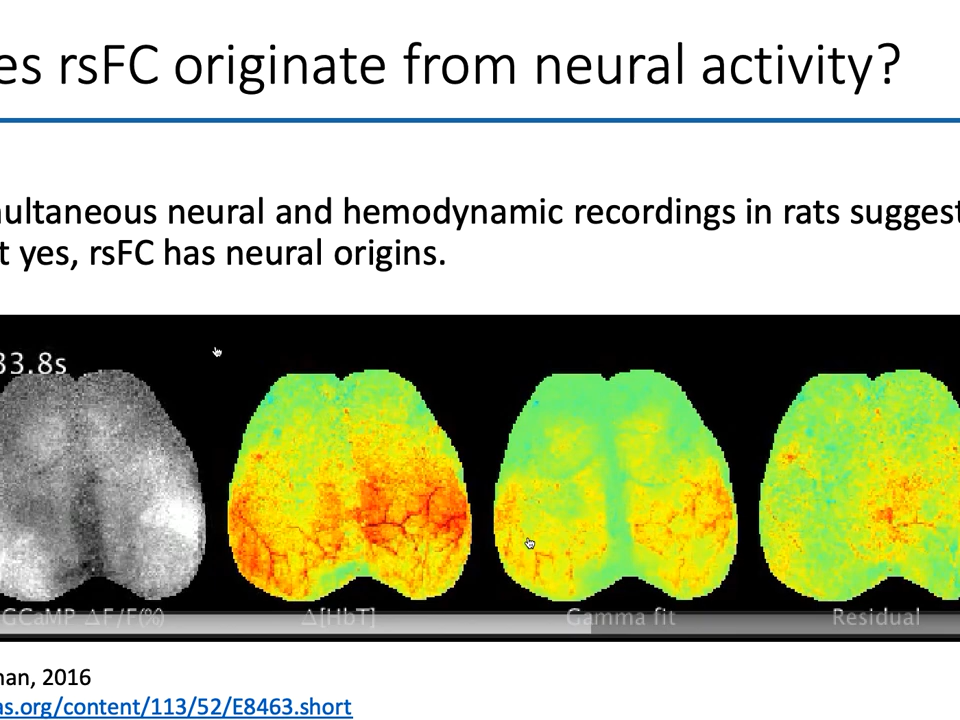 es rsFC originate from neural activity?
nultaneous neural and hemodynamic recordings in rats suggest
t yes, rsFC has neural origins.
33.8s
GCaMP ΔF/F(%) Δ[HbT] Gamma fit Residual
nan, 2016
as.org/content/113/52/E8463.short